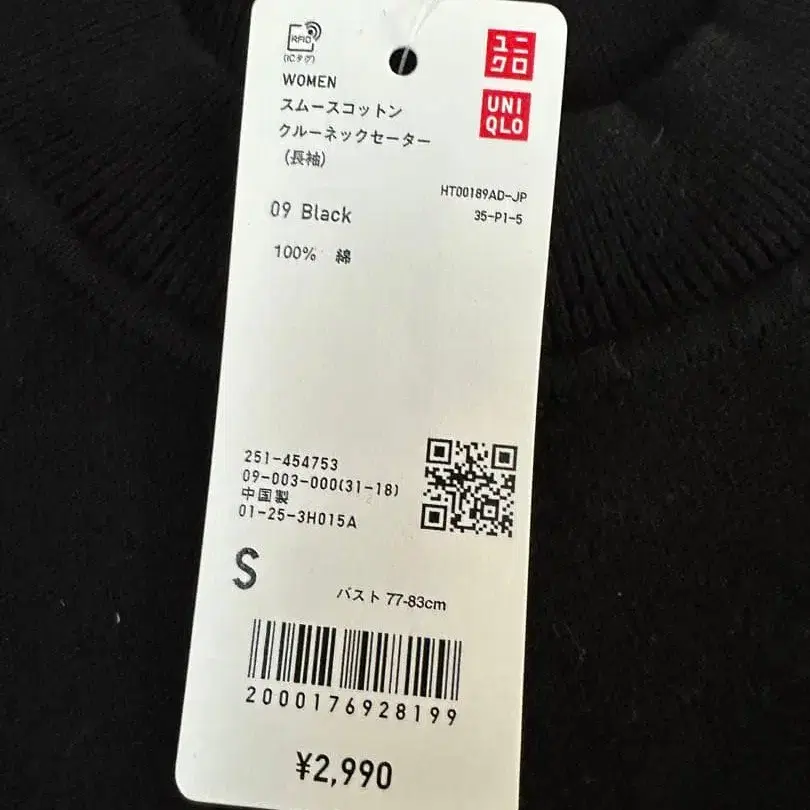 RFID
(ICタグ)
WOMEN
スムースコットン
クルーネックセーター
(長袖)
ユニ
クロ
UNI
QLO
HT00189AD-JP
35-P1-5
09 Black
100% 綿
251-454753
09-003-000(31-18)
中国製
01-25-3H015A
S
バスト 77-83cm
2000176928199
¥2,990